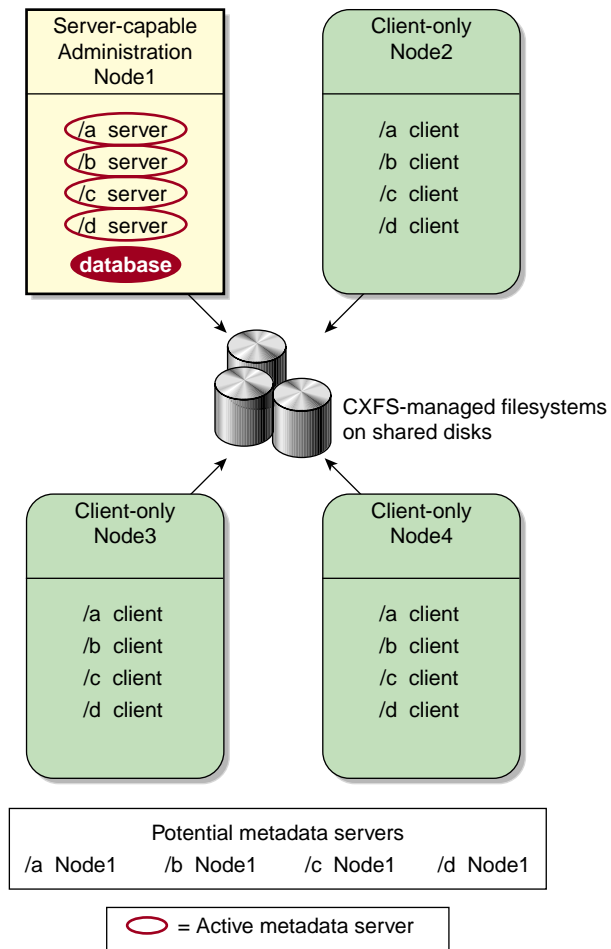 Server-capable
Administration
Node1
/a server
/b server
/c server
/d server
database
Client-only
Node2
/a client
/b client
/c client
/d client
CXFS-managed filesystems
on shared disks
Client-only
Node3
/a client
/b client
/c client
/d client
Client-only
Node4
/a client
/b client
/c client
/d client
Potential metadata servers
/a Node1 /b Node1 /c Node1 /d Node1
= Active metadata server